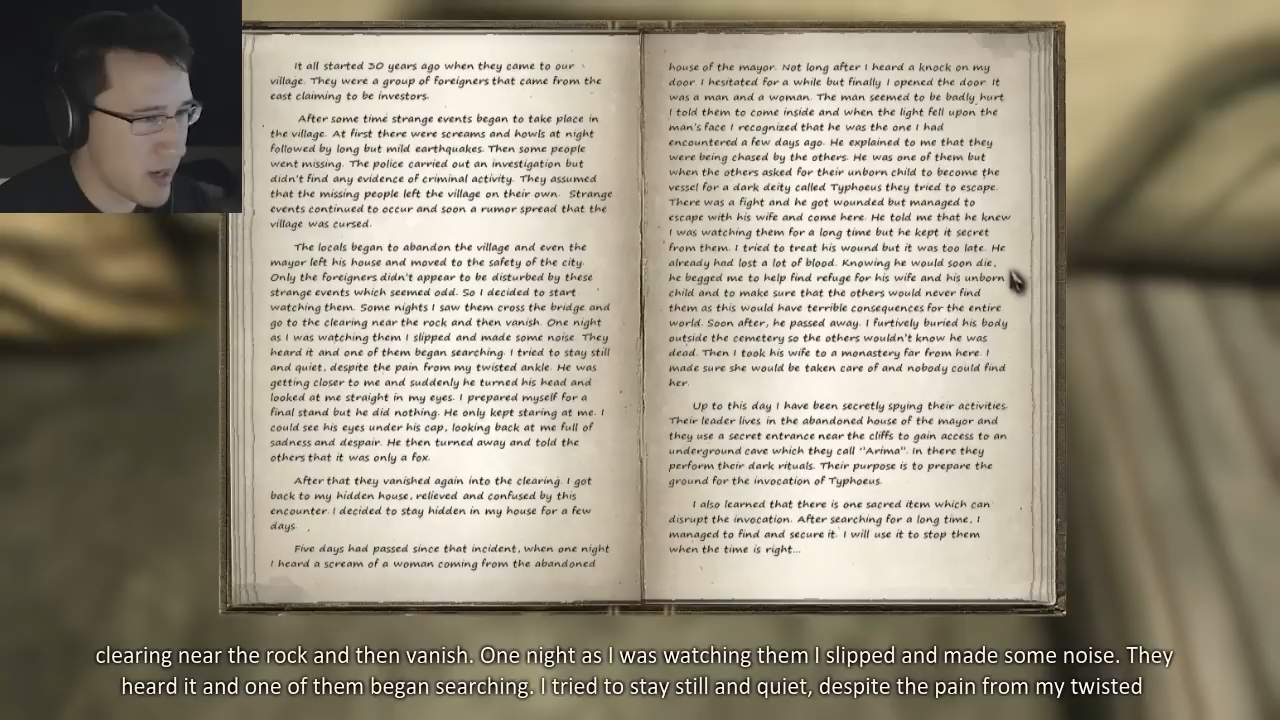 It all started 30 years ago when they came to our
village. They were a group of foreigners that came from the
east claiming to be investors.
After some time strange events began to take place in
the village. At first there were screams and howls at night
followed by long but mild earthquakes. Then some people
went missing. The police carried out an investigation but
didn't find any evidence of criminal activity. They assumed
that the missing people left the village on their own. Strange
events continued to occur and soon a rumor spread that the
village was cursed.
The locals began to abandon the village and even the
mayor left his house and moved to the safety of the city.
Only the foreigners didn't appear to be disturbed by these
strange events which seemed odd. So I decided to start
watching them. Some nights I saw them cross the bridge and
go to the clearing near the rock and then vanish. One night
as I was watching them I slipped and made some noise. They
heard it and one of them began searching. I tried to stay still
and quiet, despite the pain from my twisted ankle. He was
getting closer to me and suddenly he turned his head and
looked at me straight in my eyes. I prepared myself for a
final stand but he did nothing. He only kept staring at me. I
could see his eyes under his cap, looking back at me full of
sadness and despair. He then turned away and told the
others that it was only a fox.
After that they vanished again into the clearing. I got
back to my hidden house, relieved and confused by this
encounter. I decided to stay hidden in my house for a few
days.
Five days had passed since that incident, when one night
I heard a scream of a woman coming from the abandoned
house of the mayor. Not long after I heard a knock on my
door. I hesitated for a while but finally I opened the door. It
was a man and a woman. The man seemed to be badly hurt
I told them to come inside and when the light fell upon the
man's face I recognized that he was the one I had
encountered a few days ago. He explained to me that they
were being chased by the others. He was one of them but
when the others asked for their unborn child to become the
vessel for a dark deity called Typhoeus they tried to escape.
There was a fight and he got wounded but managed to
escape with his wife and come here. He told me that he knew
I was watching them for a long time but he kept it secret
from them. I tried to treat his wound but it was too late. He
already had lost a lot of blood. Knowing he would soon die,
he begged me to help find refuge for his wife and his unborn
child and to make sure that the others would never find
them as this would have terrible consequences for the entire
world. Soon after, he passed away. I furtively buried his body
outside the cemetery so the others wouldn't know he was
dead. Then I took his wife to a monastery far from here. I
made sure she would be taken care of and nobody could find
her.
Up to this day I have been secretly spying their activities.
Their leader lives in the abandoned house of the mayor and
they use a secret entrance near the cliffs to gain access to an
underground cave which they call "Arima". In there they
perform their dark rituals. Their purpose is to prepare the
ground for the invocation of Typhoeus.
I also learned that there is one sacred item which can
disrupt the invocation. After searching for a long time, I
managed to find and secure it. I will use it to stop them
when the time is right...
clearing near the rock and then vanish. One night as I was watching them I slipped and made some noise. They
heard it and one of them began searching. I tried to stay still and quiet, despite the pain from my twisted